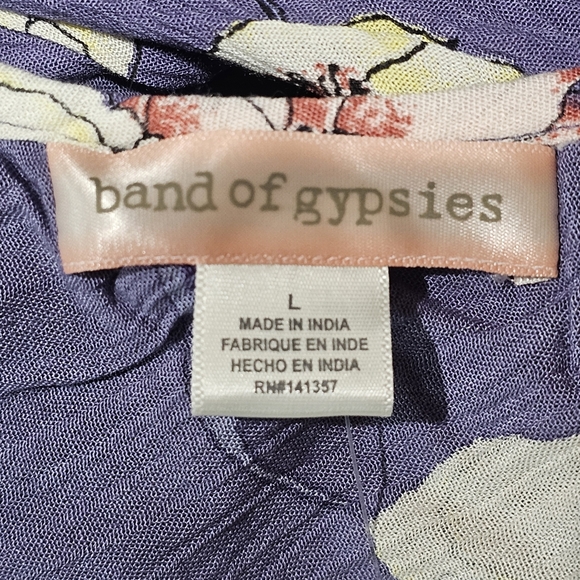 band of gypsies
L
MADE IN INDIA
FABRIQUE EN INDE
HECHO EN INDIA
RN#141357